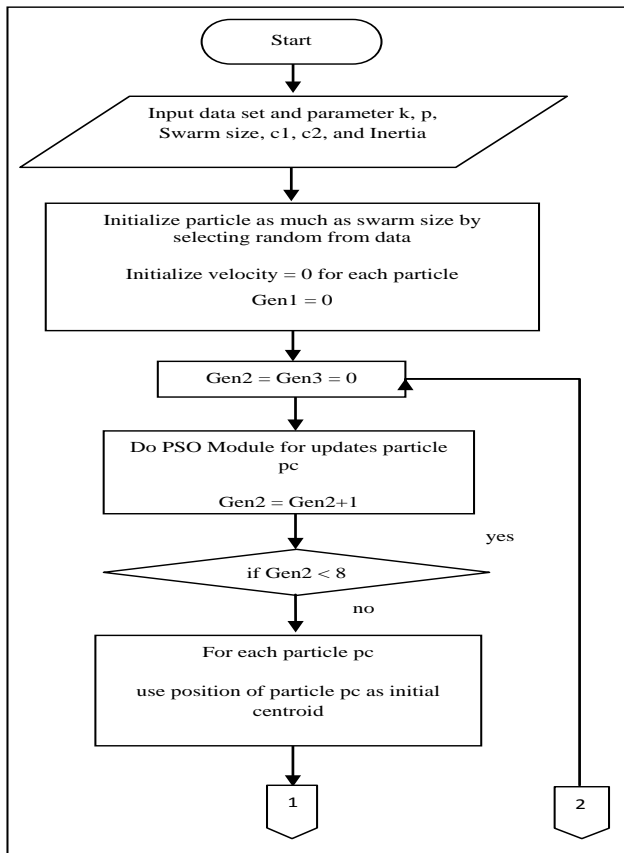 Start
Input data set and parameter k, p,
Swarm size, c1, c2, and Inertia
Initialize particle as much as swarm size by
selecting random from data
Initialize velocity = 0 for each particle
Gen1 = 0
Gen2 = Gen3 = 0
Do PSO Module for updates particle
pc
Gen2 = Gen2+1
yes
if Gen2 < 8
no
For each particle pc
use position of particle pc as initial
centroid
1
2